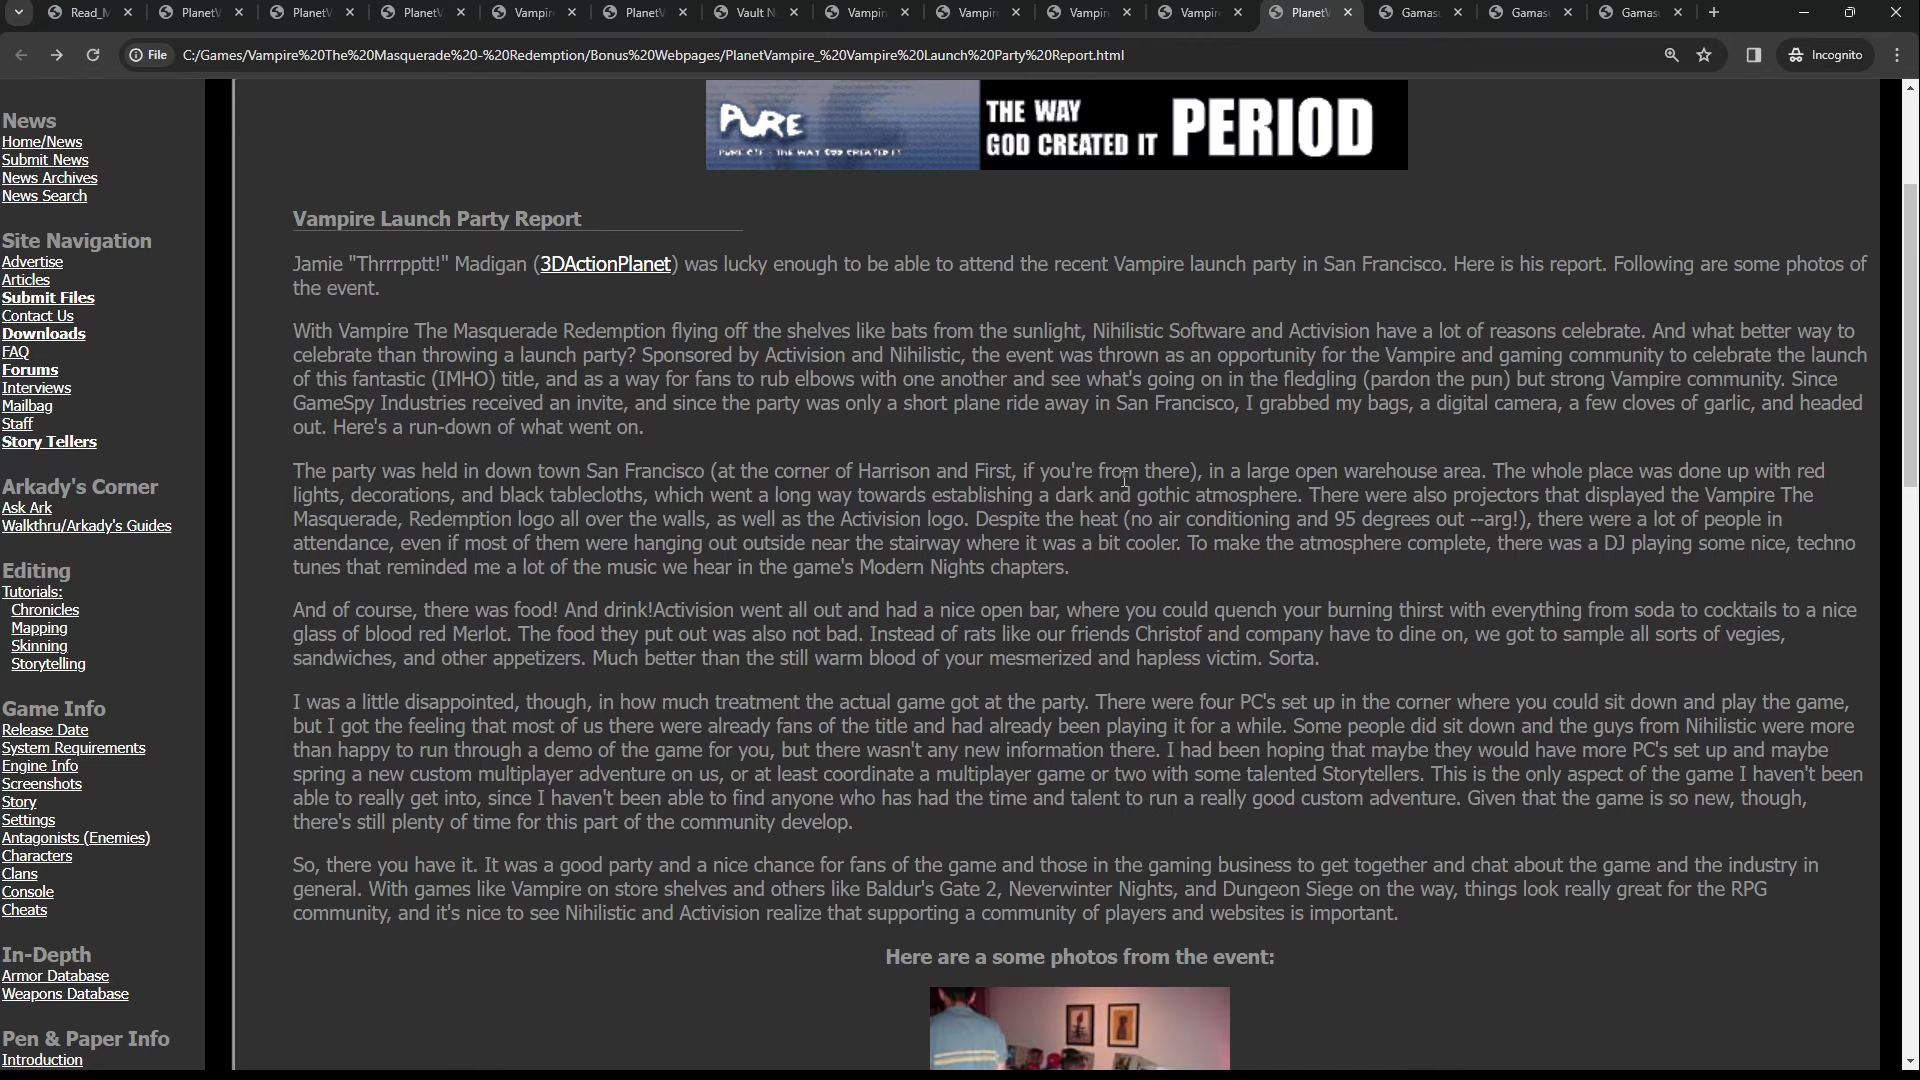 Read_M
PlanetV
PlanetV
PlanetV
Vampir
PlanetV
Vault N
Vampir
Vampir
Vampir
Vampir
PlanetV
Gamas
Gamas
Gamas
File
C:/Games/Vampire%20The%20Masquerade%20-%20Redemption/Bonus%20Webpages/PlanetVampire_%20Vampire%20Launch%20Party%20Report.html
Incognito
PURE
PURE CTF - THE WAY GOD CREATED IT
THE WAY
GOD CREATED IT PERIOD
News
Home/News
Submit News
News Archives
News Search
Site Navigation
Advertise
Articles
Submit Files
Contact Us
Downloads
FAQ
Forums
Interviews
Mailbag
Staff
Story Tellers
Arkady's Corner
Ask Ark
Walkthru/Arkady's Guides
Editing
Tutorials:
Chronicles
Mapping
Skinning
Storytelling
Game Info
Release Date
System Requirements
Engine Info
Screenshots
Story
Settings
Antagonists (Enemies)
Characters
Clans
Console
Cheats
In-Depth
Armor Database
Weapons Database
Pen & Paper Info
Introduction
Vampire Launch Party Report
Jamie "Thrrrpptt!" Madigan (3DActionPlanet) was lucky enough to be able to attend the recent Vampire launch party in San Francisco. Here is his report. Following are some photos of
the event.
With Vampire The Masquerade Redemption flying off the shelves like bats from the sunlight, Nihilistic Software and Activision have a lot of reasons celebrate. And what better way to
celebrate than throwing a launch party? Sponsored by Activision and Nihilistic, the event was thrown as an opportunity for the Vampire and gaming community to celebrate the launch
of this fantastic (IMHO) title, and as a way for fans to rub elbows with one another and see what's going on in the fledgling (pardon the pun) but strong Vampire community. Since
GameSpy Industries received an invite, and since the party was only a short plane ride away in San Francisco, I grabbed my bags, a digital camera, a few cloves of garlic, and headed
out. Here's a run-down of what went on.
The party was held in down town San Francisco (at the corner of Harrison and First, if you're from there), in a large open warehouse area. The whole place was done up with red
lights, decorations, and black tablecloths, which went a long way towards establishing a dark and gothic atmosphere. There were also projectors that displayed the Vampire The
Masquerade, Redemption logo all over the walls, as well as the Activision logo. Despite the heat (no air conditioning and 95 degrees out --arg!), there were a lot of people in
attendance, even if most of them were hanging out outside near the stairway where it was a bit cooler. To make the atmosphere complete, there was a DJ playing some nice, techno
tunes that reminded me a lot of the music we hear in the game's Modern Nights chapters.
And of course, there was food! And drink!Activision went all out and had a nice open bar, where you could quench your burning thirst with everything from soda to cocktails to a nice
glass of blood red Merlot. The food they put out was also not bad. Instead of rats like our friends Christof and company have to dine on, we got to sample all sorts of vegies,
sandwiches, and other appetizers. Much better than the still warm blood of your mesmerized and hapless victim. Sorta.
I was a little disappointed, though, in how much treatment the actual game got at the party. There were four PC's set up in the corner where you could sit down and play the game,
but I got the feeling that most of us there were already fans of the title and had already been playing it for a while. Some people did sit down and the guys from Nihilistic were more
than happy to run through a demo of the game for you, but there wasn't any new information there. I had been hoping that maybe they would have more PC's set up and maybe
spring a new custom multiplayer adventure on us, or at least coordinate a multiplayer game or two with some talented Storytellers. This is the only aspect of the game I haven't been
able to really get into, since I haven't been able to find anyone who has had the time and talent to run a really good custom adventure. Given that the game is so new, though,
there's still plenty of time for this part of the community develop.
So, there you have it. It was a good party and a nice chance for fans of the game and those in the gaming business to get together and chat about the game and the industry in
general. With games like Vampire on store shelves and others like Baldur's Gate 2, Neverwinter Nights, and Dungeon Siege on the way, things look really great for the RPG
community, and it's nice to see Nihilistic and Activision realize that supporting a community of players and websites is important.
Here are a some photos from the event: